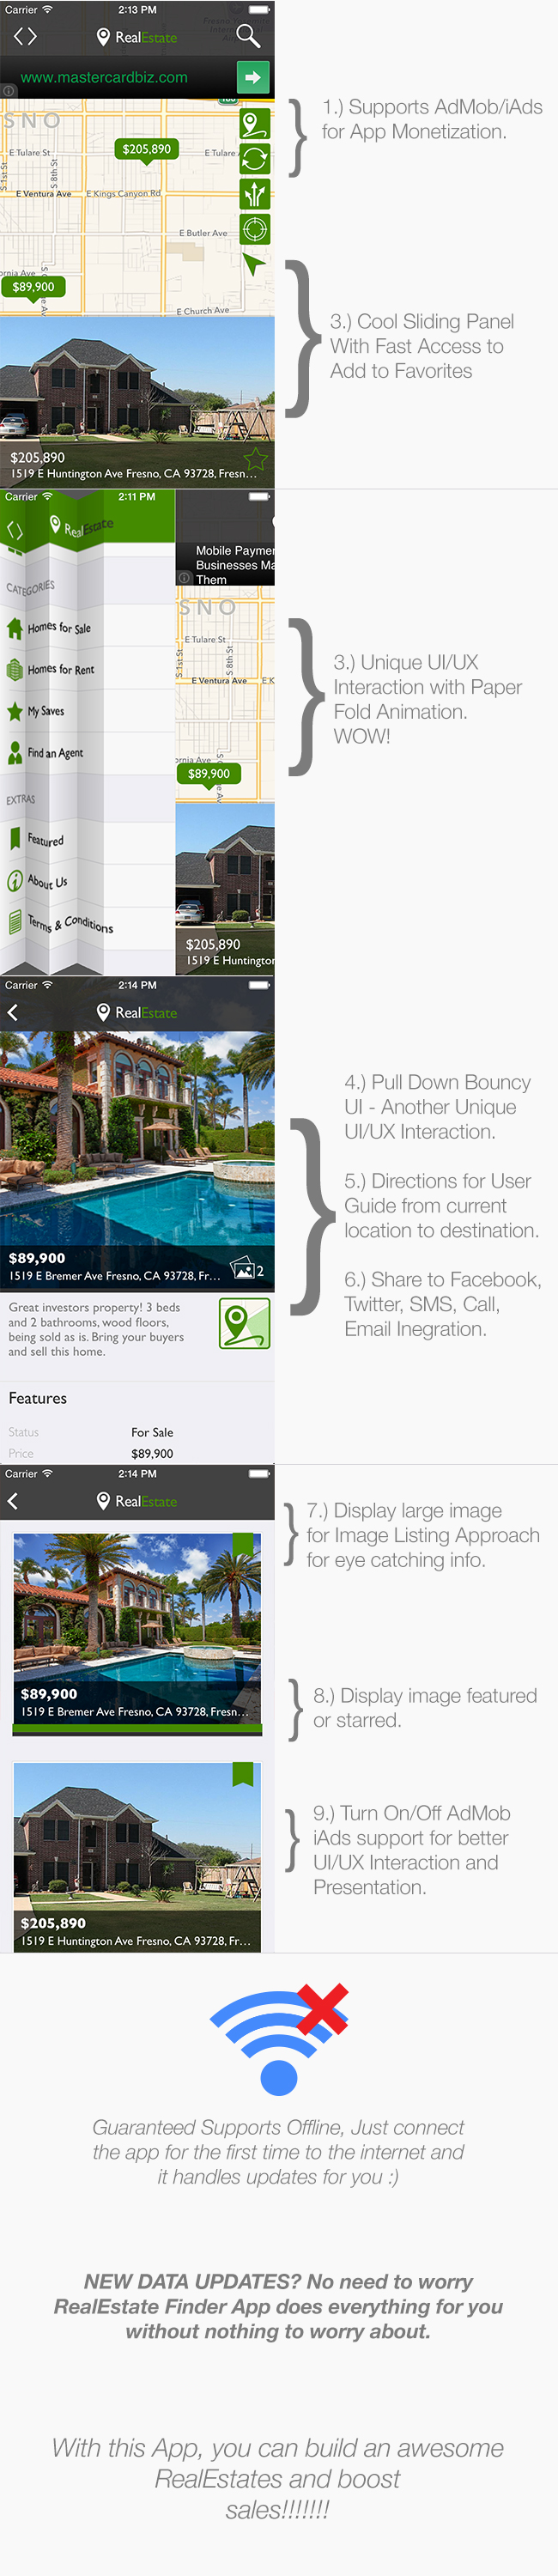 Carrier 2:13 PM
RealEstate
www.mastercardbiz.com
SNO
E Tulare St
$205,890
E Tulare
S 1st St
S 8th St
E Ventura Ave
E Kings Canyon Rd
E Butler Ave
ornia Ave
$89,900
E Church Ave
$205,890
1519 E Huntington Ave Fresno, CA 93728, Fresn...
1.) Supports AdMob/iAds
for App Monetization.
3.) Cool Sliding Panel
With Fast Access to
Add to Favorites
Carrier 2:11 PM
RealEstate
CATEGORIES
Homes for Sale
Homes for Rent
My Saves
Find an Agent
EXTRAS
Featured
About Us
Terms & Conditions
Mobile Paymer
Businesses Ma
Them
SNO
E Tulare St
S 1st St
S 8th St
E Ventura Ave
E K
ornia Ave
$89,900
$205,890
1519 E Huntington
3.) Unique UI/UX
Interaction with Paper
Fold Animation.
WOW!
Carrier 2:14 PM
RealEstate
$89,900
1519 E Bremer Ave Fresno, CA 93728, Fr...
2
Great investors property! 3 beds
and 2 bathrooms, wood floors,
being sold as is. Bring your buyers
and sell this home.
Features
Status For Sale
Price $89,900
4.) Pull Down Bouncy
UI - Another Unique
UI/UX Interaction.
5.) Directions for User
Guide from current
location to destination.
6.) Share to Facebook,
Twitter, SMS, Call,
Email Inegration.
Carrier 2:14 PM
RealEstate
$89,900
1519 E Bremer Ave Fresno, CA 93728, Fresn...
$205,890
1519 E Huntington Ave Fresno, CA 93728, Fr...
7.) Display large image
for Image Listing Approach
for eye catching info.
8.) Display image featured
or starred.
9.) Turn On/Off AdMob
iAds support for better
UI/UX Interaction and
Presentation.
Guaranteed Supports Offline, Just connect
the app for the first time to the internet and
it handles updates for you :)
NEW DATA UPDATES? No need to worry
RealEstate Finder App does everything for you
without nothing to worry about.
With this App, you can build an awesome
RealEstates and boost
sales!!!!!!!